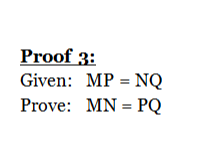 Proof 3:
Given: MP = NQ
Prove: MN = PQ